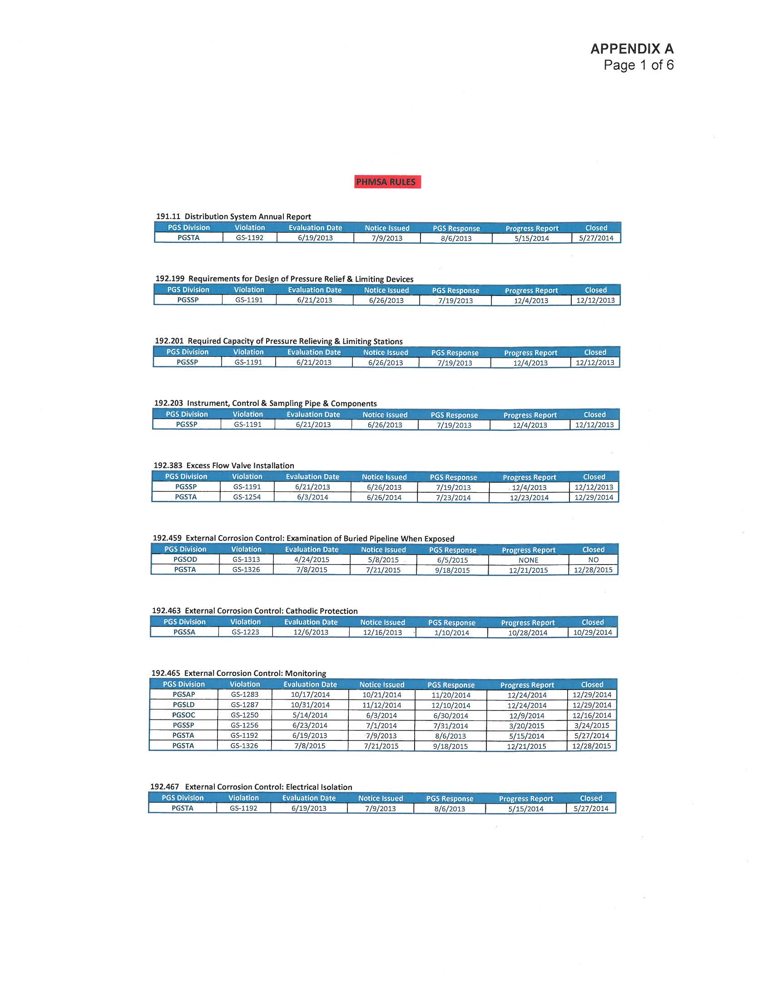 APPENDIX A
Page 1 of 6
PHMSA RULES
191.11 Distribution System Annual Report
PGS Division Violation Evaluation Date Notice Issued PGS Response Progress Report Closed
PGSTA GS-1192 6/19/2013 7/9/2013 8/6/2013 5/15/2014 5/27/2014
192.199 Requirements for Design of Pressure Relief & Limiting Devices
PGS Division Violation Evaluation Date Notice Issued PGS Response Progress Report Closed
PGSSP GS-1191 6/21/2013 6/26/2013 7/19/2013 12/4/2013 12/12/2013
192.201 Required Capacity of Pressure Relieving & Limiting Stations
PGS Division Violation Evaluation Date Notice Issued PGS Response Progress Report Closed
PGSSP GS-1191 6/21/2013 6/26/2013 7/19/2013 12/4/2013 12/12/2013
192.203 Instrument, Control & Sampling Pipe & Components
PGS Division Violation Evaluation Date Notice Issued PGS Response Progress Report Closed
PGSSP GS-1191 6/21/2013 6/26/2013 7/19/2013 12/4/2013 12/12/2013
192.383 Excess Flow Valve Installation
PGS Division Violation Evaluation Date Notice Issued PGS Response Progress Report Closed
PGSSP GS-1191 6/21/2013 6/26/2013 7/19/2013 12/4/2013 12/12/2013
PGSTA GS-1254 6/3/2014 6/26/2014 7/23/2014 12/23/2014 12/29/2014
192.459 External Corrosion Control: Examination of Buried Pipeline When Exposed
PGS Division Violation Evaluation Date Notice Issued PGS Response Progress Report Closed
PGSOD GS-1313 4/24/2015 5/8/2015 6/5/2015 NONE NO
PGSTA GS-1326 7/8/2015 7/21/2015 9/18/2015 12/21/2015 12/28/2015
192.463 External Corrosion Control: Cathodic Protection
PGS Division Violation Evaluation Date Notice Issued PGS Response Progress Report Closed
PGSSA GS-1223 12/6/2013 12/16/2013 1/10/2014 10/28/2014 10/29/2014
192.465 External Corrosion Control: Monitoring
PGS Division Violation Evaluation Date Notice Issued PGS Response Progress Report Closed
PGSAP GS-1283 10/17/2014 10/21/2014 11/20/2014 12/24/2014 12/29/2014
PGSLD GS-1287 10/31/2014 11/12/2014 12/10/2014 12/24/2014 12/29/2014
PGSOC GS-1250 5/14/2014 6/3/2014 6/30/2014 12/9/2014 12/16/2014
PGSSP GS-1256 6/23/2014 7/1/2014 7/31/2014 3/20/2015 3/24/2015
PGSTA GS-1192 6/19/2013 7/9/2013 8/6/2013 5/15/2014 5/27/2014
PGSTA GS-1326 7/8/2015 7/21/2015 9/18/2015 12/21/2015 12/28/2015
192.467 External Corrosion Control: Electrical Isolation
PGS Division Violation Evaluation Date Notice Issued PGS Response Progress Report Closed
PGSTA GS-1192 6/19/2013 7/9/2013 8/6/2013 5/15/2014 5/27/2014